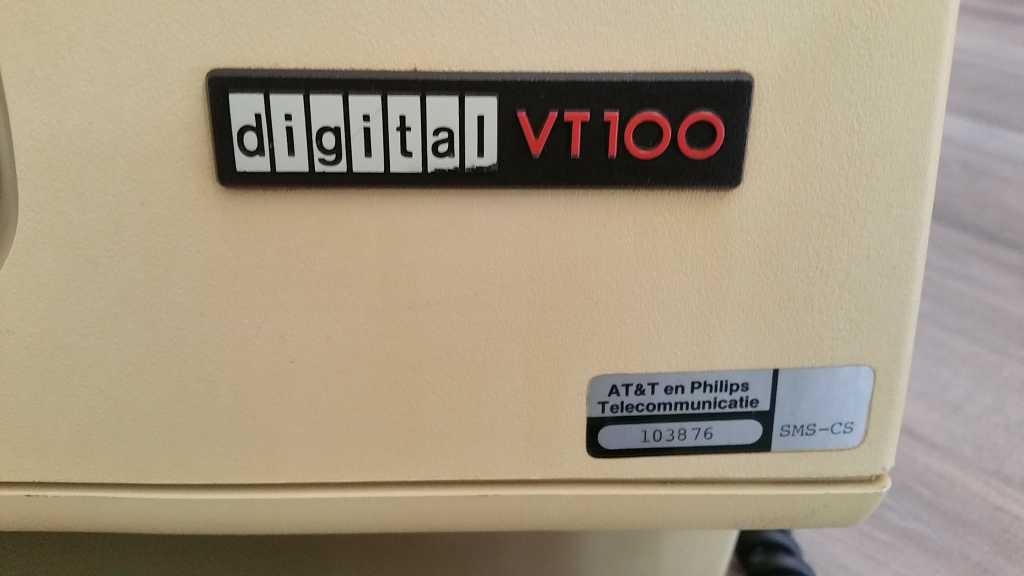 digital VT100
AT&T en Philips
Telecommunicatie
103876
SMS-CS